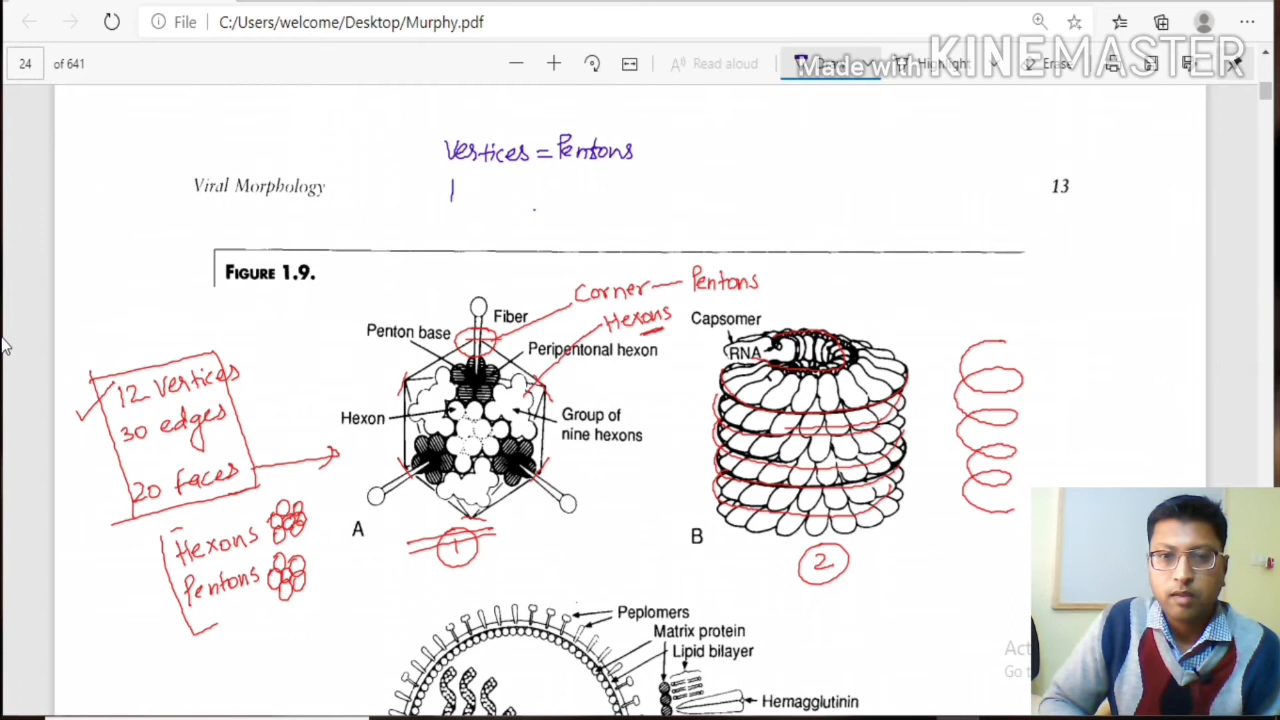 File
C:/Users/welcome/Desktop/Murphy.pdf
24 of 641
Read aloud
Made with KINEMASTER
Vertices = Pentons
Viral Morphology
13
FIGURE 1.9.
Corner — Pentons
Hexons
Fiber
Penton base
Peripentonal hexon
Capsomer
RNA
12 Vertices
30 edges
20 faces
Hexon
Group of
nine hexons
Hexons
Pentons
A
1
B
2
Peplomers
Matrix protein
Lipid bilayer
Hemagglutinin